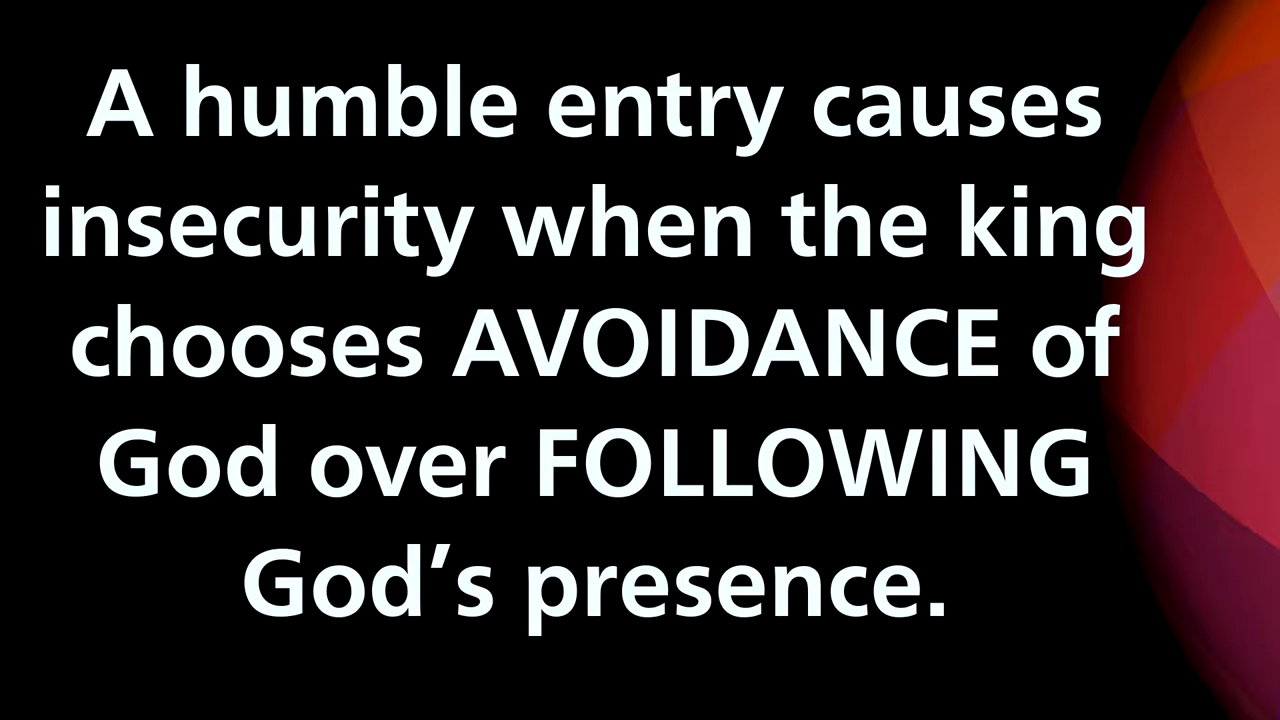 A humble entry causes
insecurity when the king
chooses AVOIDANCE of
God over FOLLOWING
God’s presence.